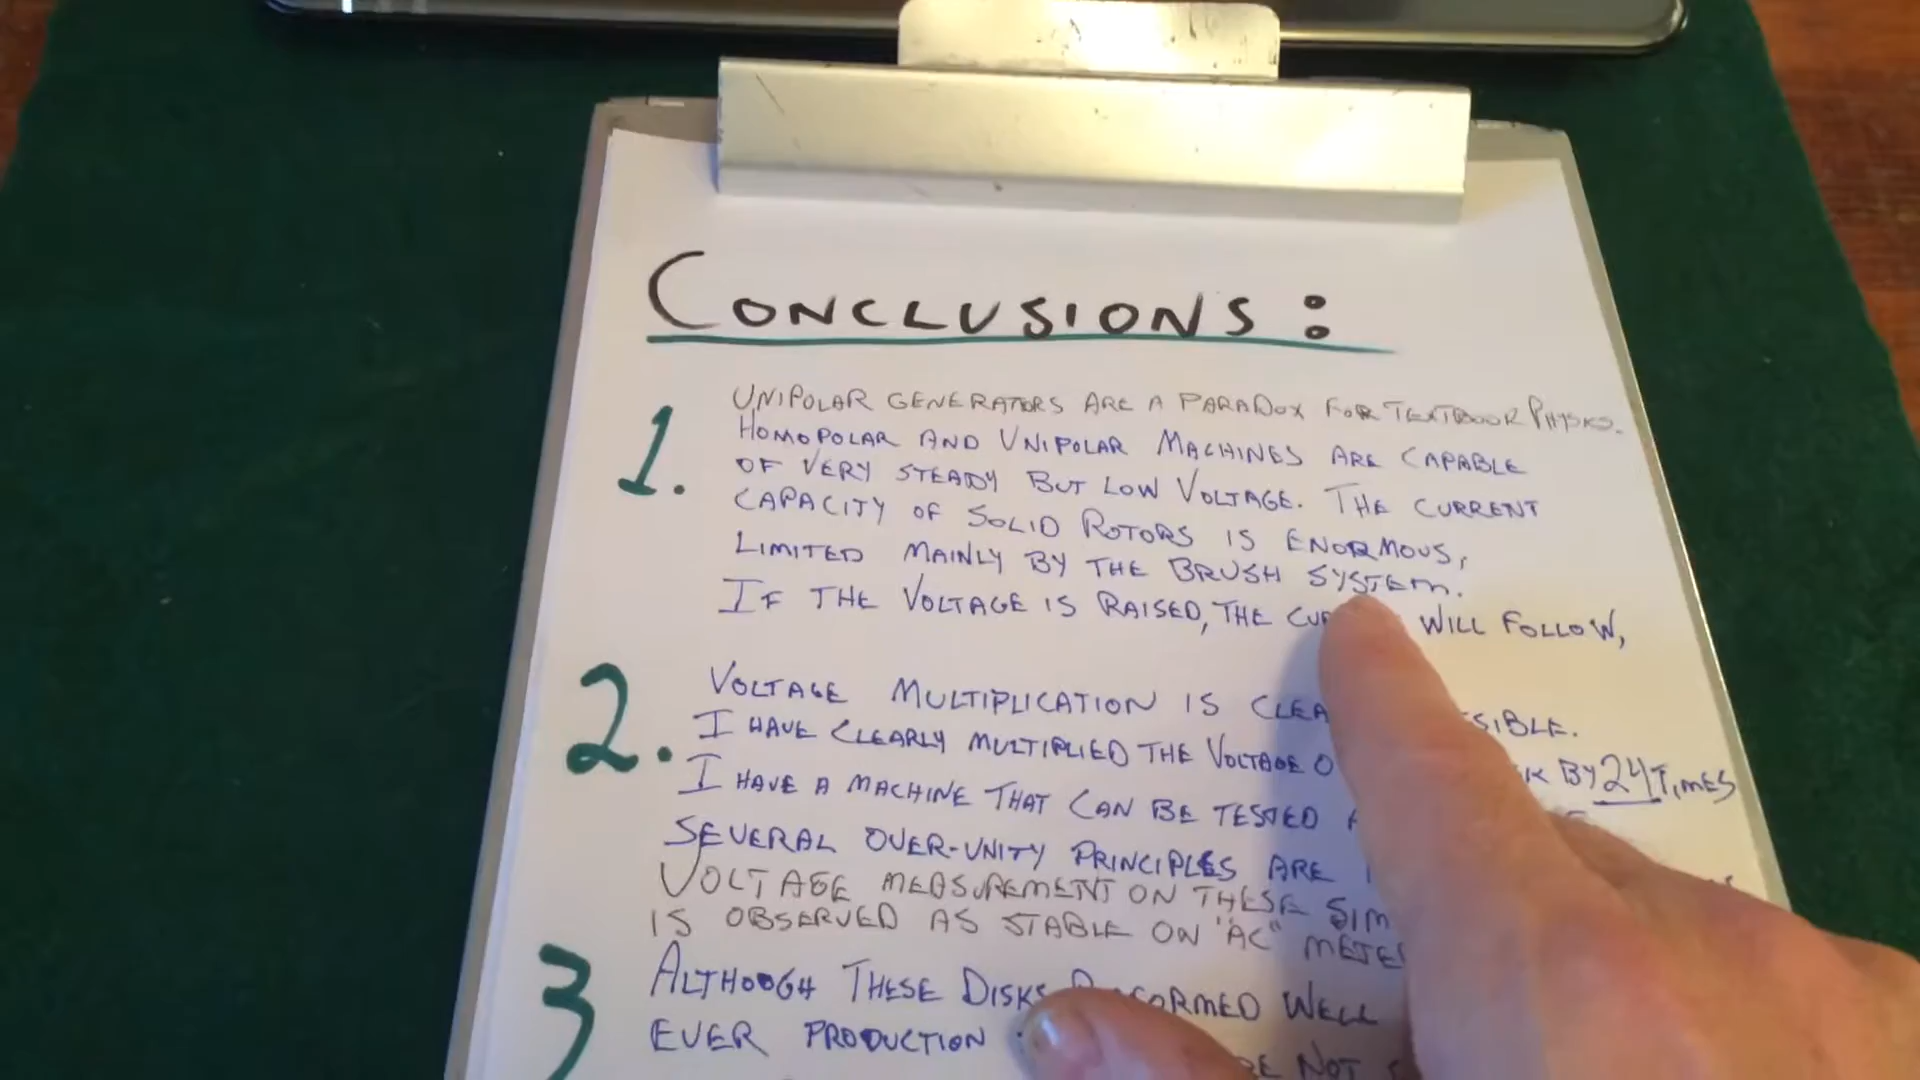 CONCLUSIONS:
1. UNIPOLAR GENERATORS ARE A PARADOX FOR TEXTBOOK PHYSICS.
HOMOPOLAR AND UNIPOLAR MACHINES ARE CAPABLE
OF VERY STEADY BUT LOW VOLTAGE. THE CURRENT
CAPACITY OF SOLID ROTORS IS ENORMOUS,
LIMITED MAINLY BY THE BRUSH SYSTEM.
IF THE VOLTAGE IS RAISED, THE WILL FOLLOW,
2. VOLTAGE MULTIPLICATION IS
I HAVE CLEARLY MULTIPLIED THE VOLTAGE BY 24 TIMES
I HAVE A MACHINE THAT CAN BE TESTED
SEVERAL OVER-UNITY PRINCIPLES ARE
VOLTAGE MEASUREMENT ON THESE
IS OBSERVED AS STABLE ON "AC"
3 ALTHOUGH THESE DISKS WELL
EVER PRODUCTION NOT